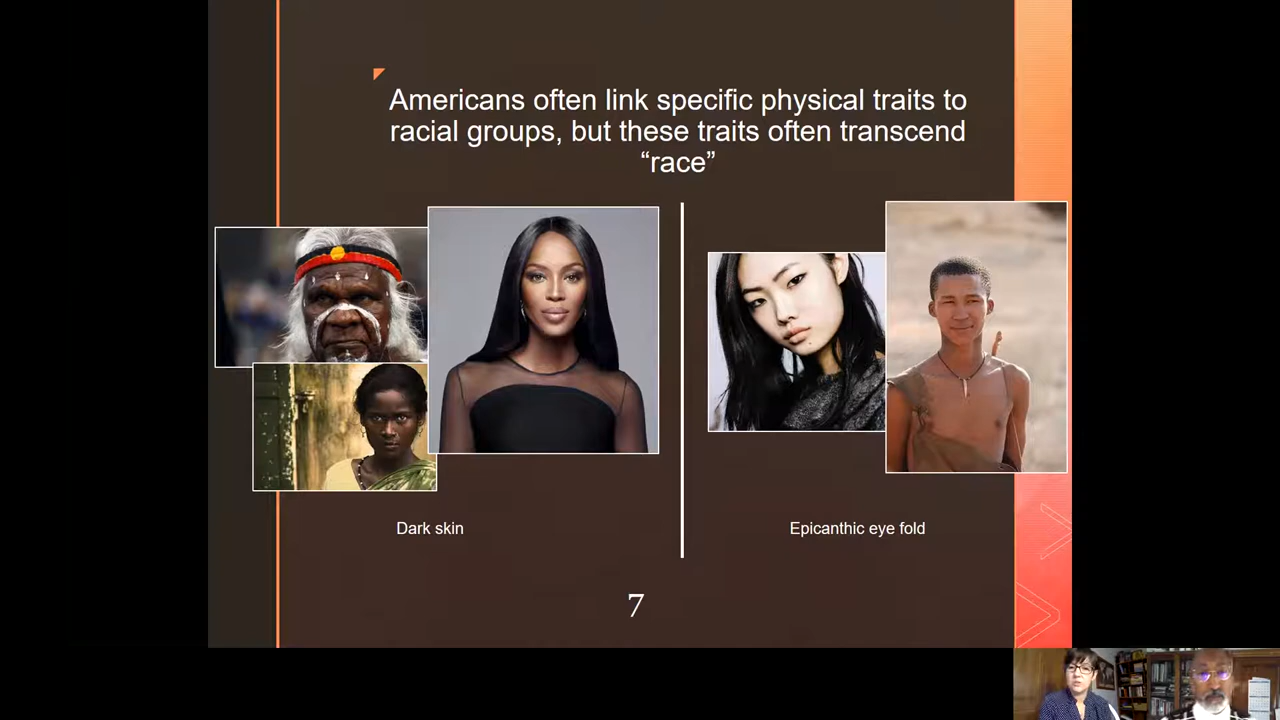 Americans often link specific physical traits to
racial groups, but these traits often transcend
“race”
Dark skin
Epicanthic eye fold
7